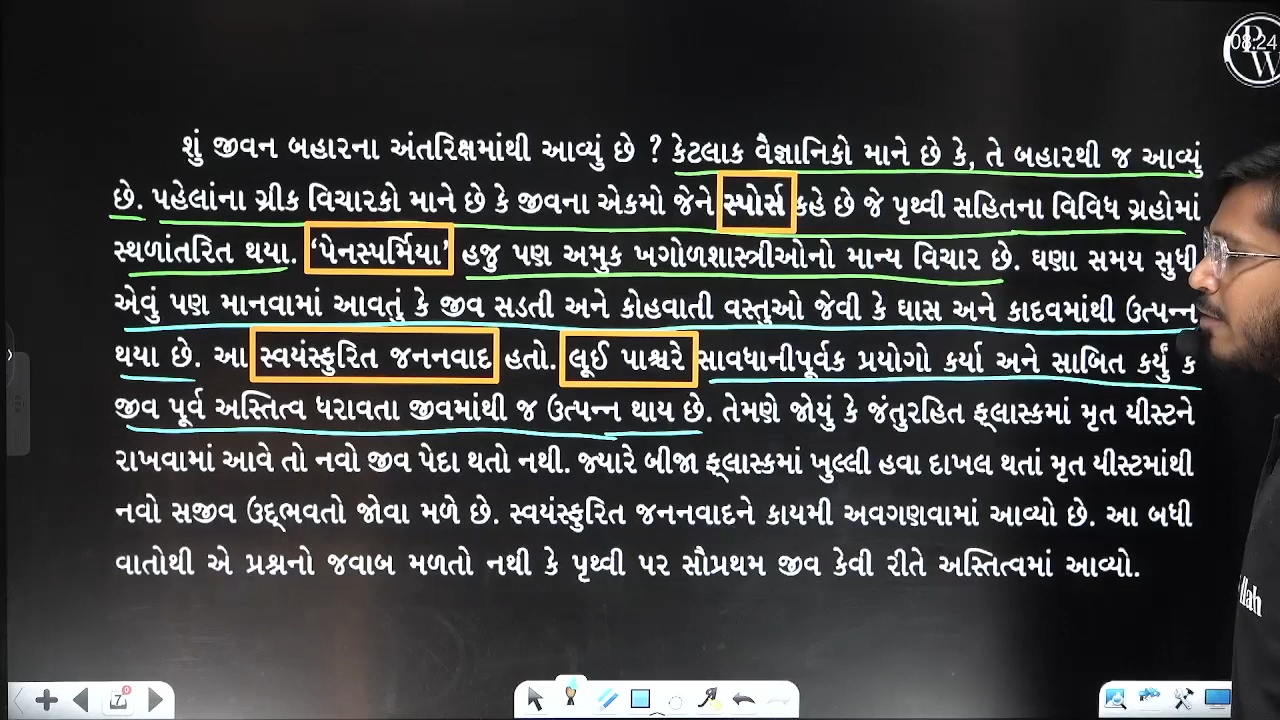 PW
08:24
શું જીવન બહારના અંતરિક્ષમાંથી આવ્યું છે ? કેટલાક વૈજ્ઞાનિકો માને છે કે, તે બહારથી જ આવ્યું
છે. પહેલાંના ગ્રીક વિચારકો માને છે કે જીવના એકમો જેને સ્પોર્સ કહે છે જે પૃથ્વી સહિતના વિવિધ ગ્રહોમાં
સ્થળાંતરિત થયા. ‘પેનસ્પર્મિયા’ હજુ પણ અમુક ખગોળશાસ્ત્રીઓનો માન્ય વિચાર છે. ઘણા સમય સુધી
એવું પણ માનવામાં આવતું કે જીવ સડતી અને કોહવાતી વસ્તુઓ જેવી કે ઘાસ અને કાદવમાંથી ઉત્પન્ન
થયા છે. આ સ્વયંસ્ફુરિત જનનવાદ હતો. લૂઈ પાશ્ચરે સાવધાનીપૂર્વક પ્રયોગો કર્યા અને સાબિત કર્યું ક
જીવ પૂર્વ અસ્તિત્વ ધરાવતા જીવમાંથી જ ઉત્પન્ન થાય છે. તેમણે જોયું કે જંતુરહિત ફ્લાસ્કમાં મૃત યીસ્ટને
રાખવામાં આવે તો નવો જીવ પેદા થતો નથી. જ્યારે બીજા ફ્લાસ્કમાં ખુલ્લી હવા દાખલ થતાં મૃત યીસ્ટમાંથી
નવો સજીવ ઉદ્ભવતો જોવા મળે છે. સ્વયંસ્ફુરિત જનનવાદને કાયમી અવગણવામાં આવ્યો છે. આ બધી
વાતોથી એ પ્રશ્નનો જવાબ મળતો નથી કે પૃથ્વી પર સૌપ્રથમ જીવ કેવી રીતે અસ્તિત્વમાં આવ્યો.